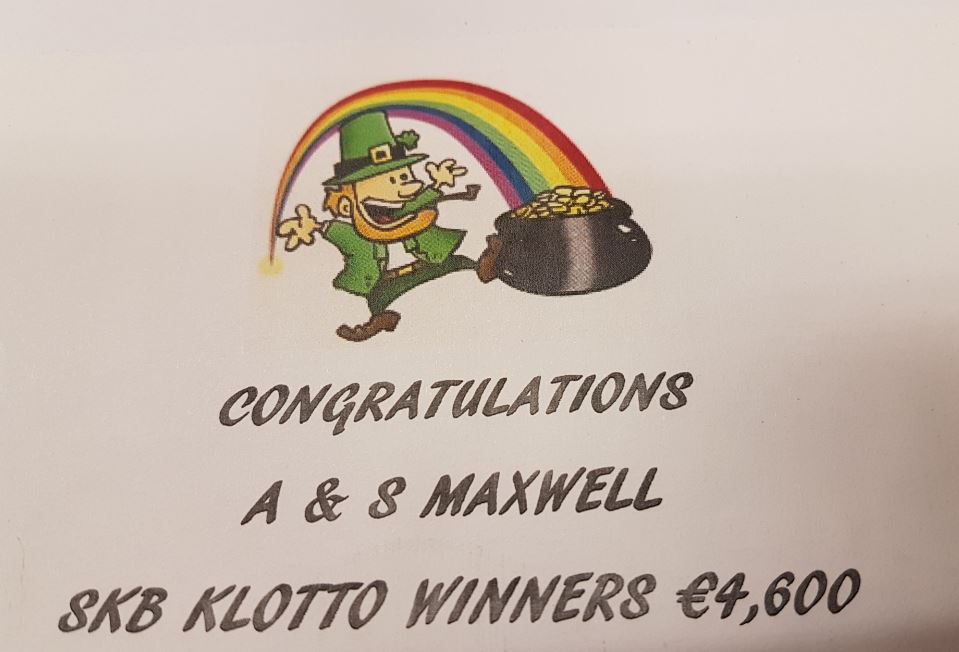 CONGRATULATIONS
A & S MAXWELL
SKB KLOTTO WINNERS €4,600